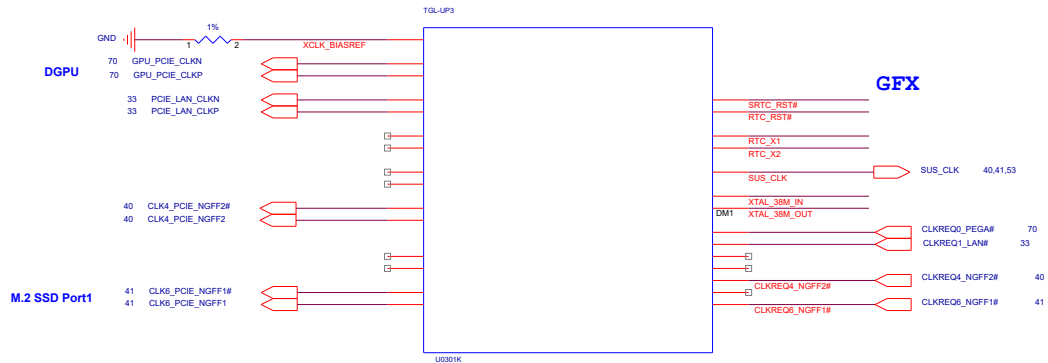 TGL-UP3
1%
GND
1 2
XCLK_BIASREF
DGPU
70 GPU_PCIE_CLKN
70 GPU_PCIE_CLKP
33 PCIE_LAN_CLKN
33 PCIE_LAN_CLKP
40 CLK4_PCIE_NGFF2#
40 CLK4_PCIE_NGFF2
M.2 SSD Port1
41 CLK6_PCIE_NGFF1#
41 CLK6_PCIE_NGFF1
GFX
SRTC_RST#
RTC_RST#
RTC_X1
RTC_X2
SUS_CLK
SUS_CLK 40,41,53
XTAL_38M_IN
DM1
XTAL_38M_OUT
CLKREQ0_PEGA# 70
CLKREQ1_LAN# 33
CLKREQ4_NGFF2# 40
CLKREQ4_NGFF2#
CLKREQ6_NGFF1# 41
CLKREQ6_NGFF1#
U0301K